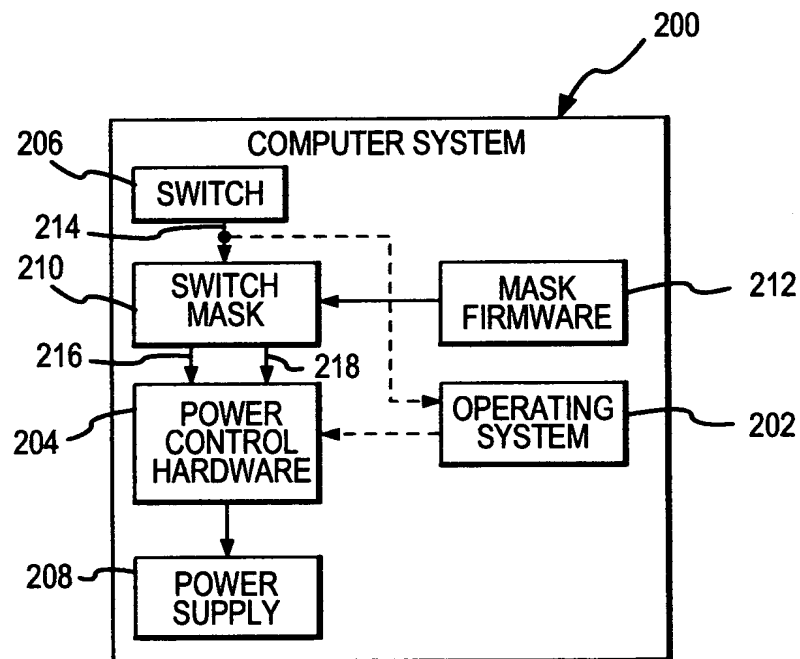 200
COMPUTER SYSTEM
206
SWITCH
214
210
SWITCH
MASK
MASK
FIRMWARE
212
216
218
204
POWER
CONTROL
HARDWARE
OPERATING
SYSTEM
202
208
POWER
SUPPLY